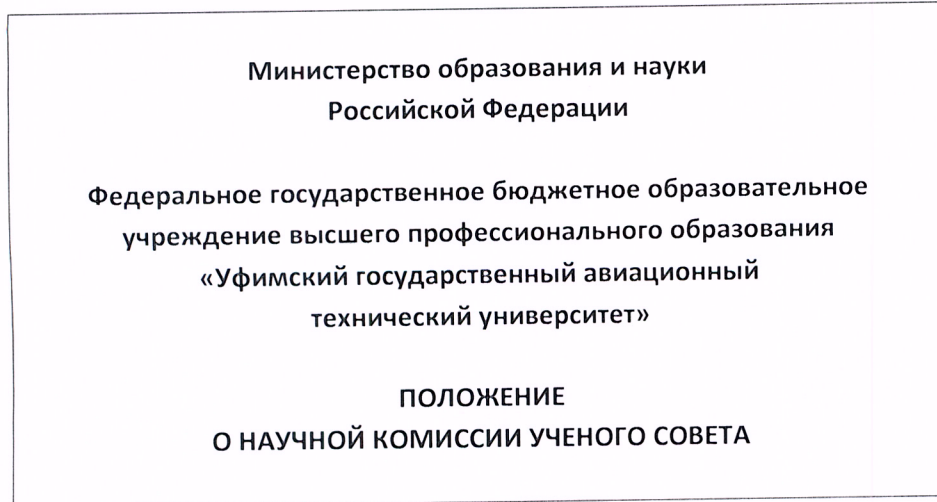 Министерство образования и науки
Российской Федерации
Федеральное государственное бюджетное образовательное
учреждение высшего профессионального образования
«Уфимский государственный авиационный
технический университет»
ПОЛОЖЕНИЕ
О НАУЧНОЙ КОМИССИИ УЧЕНОГО СОВЕТА